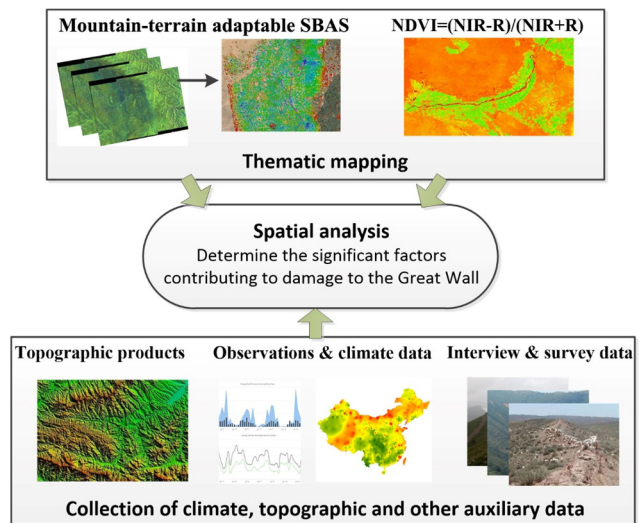 Mountain-terrain adaptable SBAS
NDVI=(NIR-R)/(NIR+R)
Thematic mapping
Spatial analysis
Determine the significant factors
contributing to damage to the Great Wall
Topographic products
Observations & climate data
Interview & survey data
Collection of climate, topographic and other auxiliary data